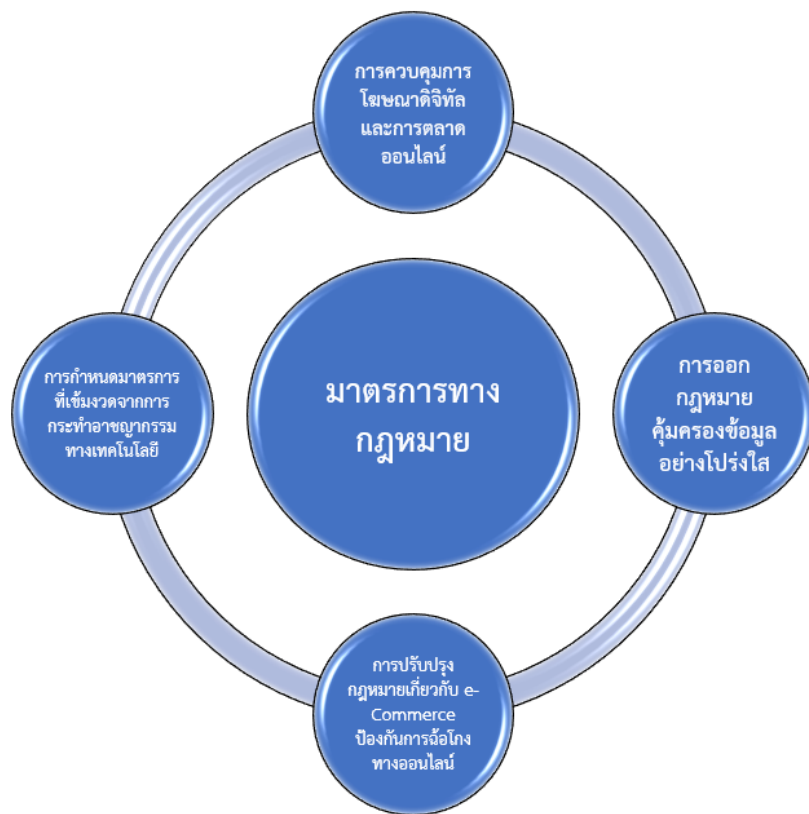 การควบคุมการ
โฆษณาดิจิทัล
และการตลาด
ออนไลน์
การกำหนดมาตรการ
ที่เข้มงวดจากการ
กระทำอาชญากรรม
ทางเทคโนโลยี
มาตรการทาง
กฎหมาย
การออก
กฎหมาย
คุ้มครองข้อมูล
อย่างโปร่งใส
การปรับปรุง
กฎหมายเกี่ยวกับ e-
Commerce
ป้องกันการฉ้อโกง
ทางออนไลน์